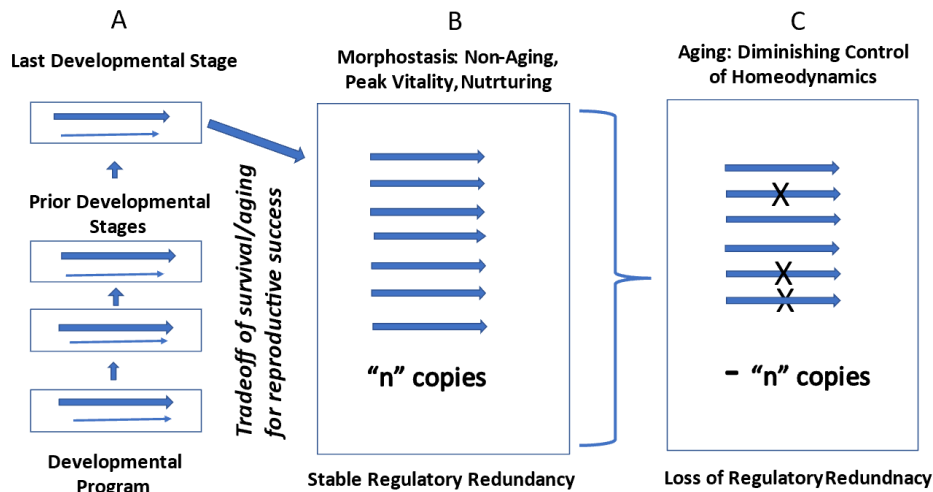 A
Last Developmental Stage
Prior Developmental
Stages
Developmental
Program
Tradeoff of survival/aging
for reproductive success
B
Morphostasis: Non-Aging,
Peak Vitality, Nutrturing
“n” copies
Stable Regulatory Redundancy
C
Aging: Diminishing Control
of Homeodynamics
X
X
X
- “n” copies
Loss of Regulatory Redundnacy